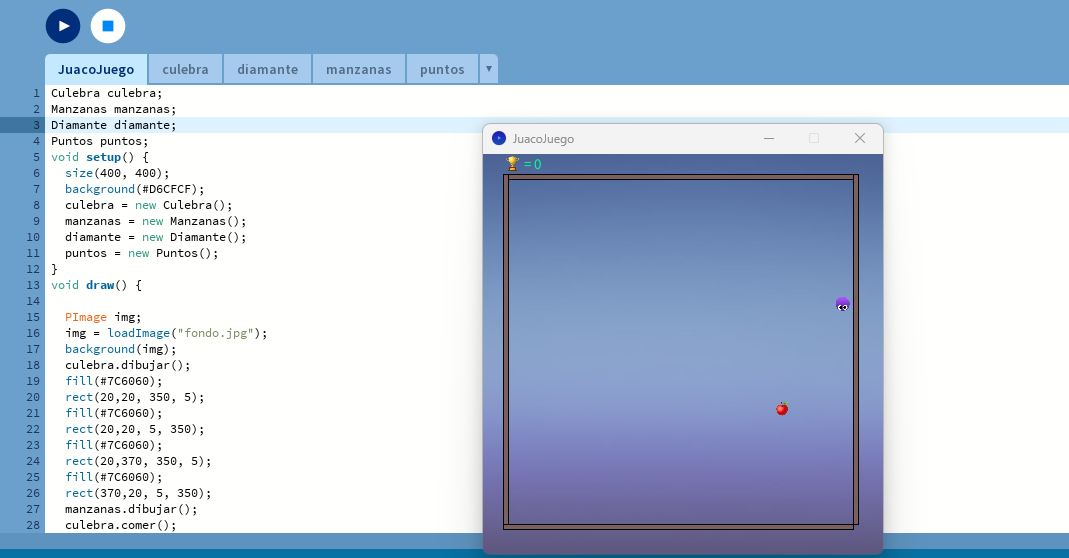 JuacoJuego culebra diamante manzanas puntos
1 Culebra culebra;
2 Manzanas manzanas;
3 Diamante diamante;
4 Puntos puntos;
5 void setup() {
6 size(400, 400);
7 background(#D6CFCF);
8 culebra = new Culebra();
9 manzanas = new Manzanas();
10 diamante = new Diamante();
11 puntos = new Puntos();
12 }
13 void draw() {
14
15 PImage img;
16 img = loadImage("fondo.jpg");
17 background(img);
18 culebra.dibujar();
19 fill(#7C6060);
20 rect(20,20, 350, 5);
21 fill(#7C6060);
22 rect(20,20, 5, 350);
23 fill(#7C6060);
24 rect(20,370, 350, 5);
25 fill(#7C6060);
26 rect(370,20, 5, 350);
27 manzanas.dibujar();
28 culebra.comer();
JuacoJuego
= 0